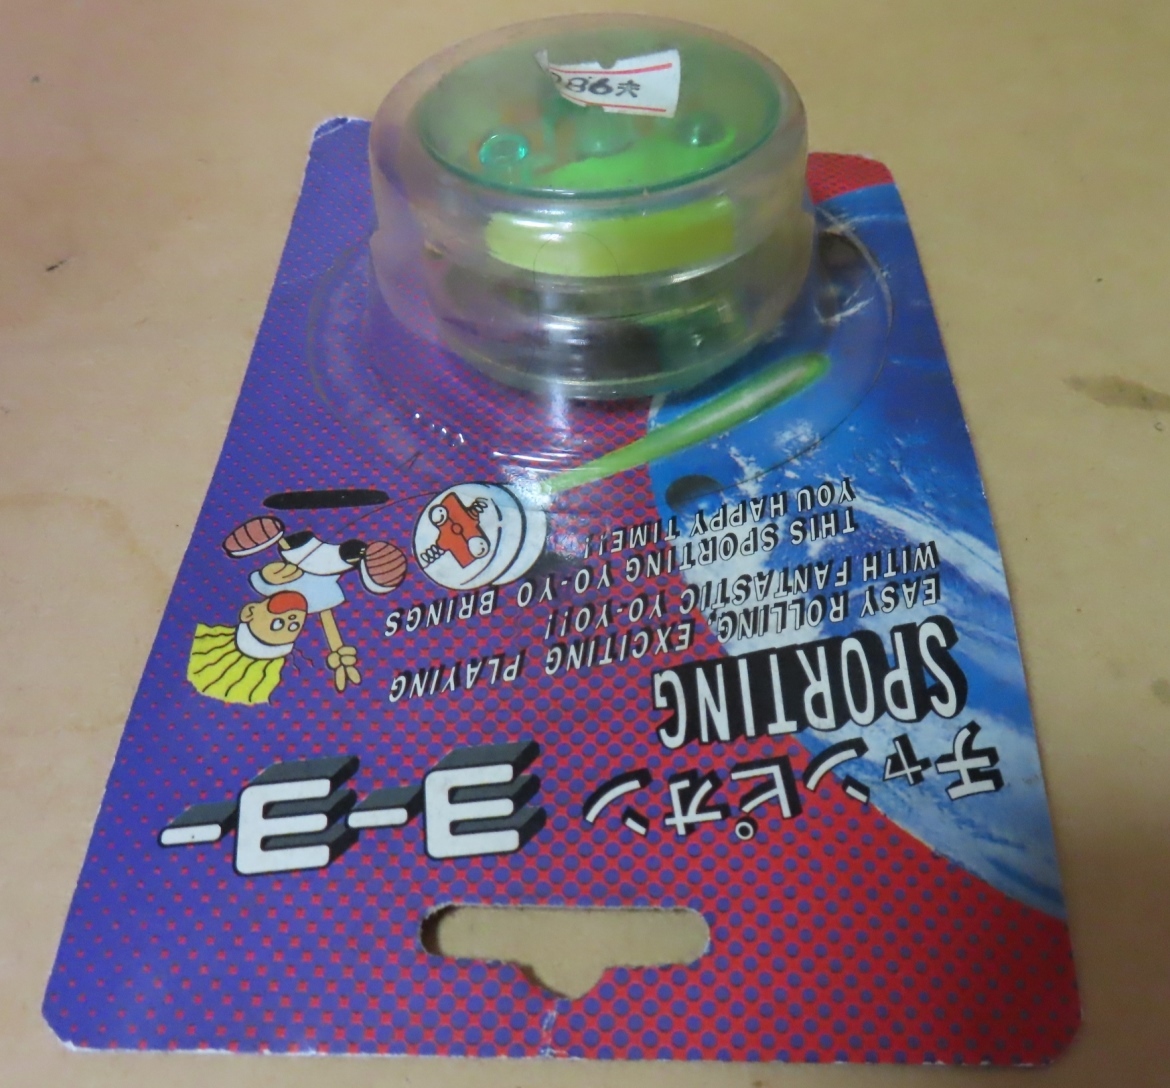 チャンピオン ヨーヨー
SPORTING
EASY ROLLING, EXCITING PLAYING
WITH FANTASTIC YO-YO!!
THIS SPORTING YO-YO BRINGS
YOU HAPPY TIME!!